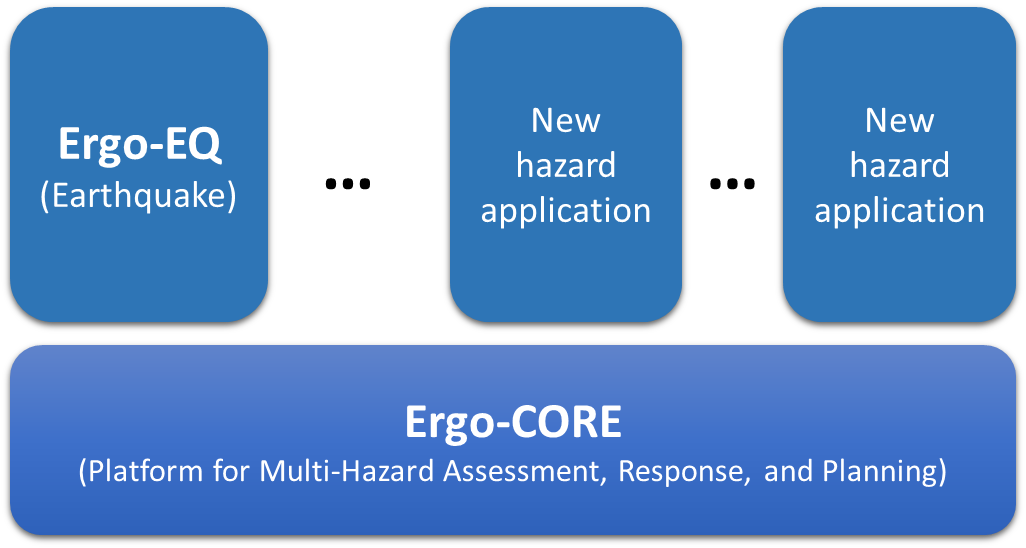 Ergo-EQ
(Earthquake)
...
New
hazard
application
...
New
hazard
application
Ergo-CORE
(Platform for Multi-Hazard Assessment, Response, and Planning)